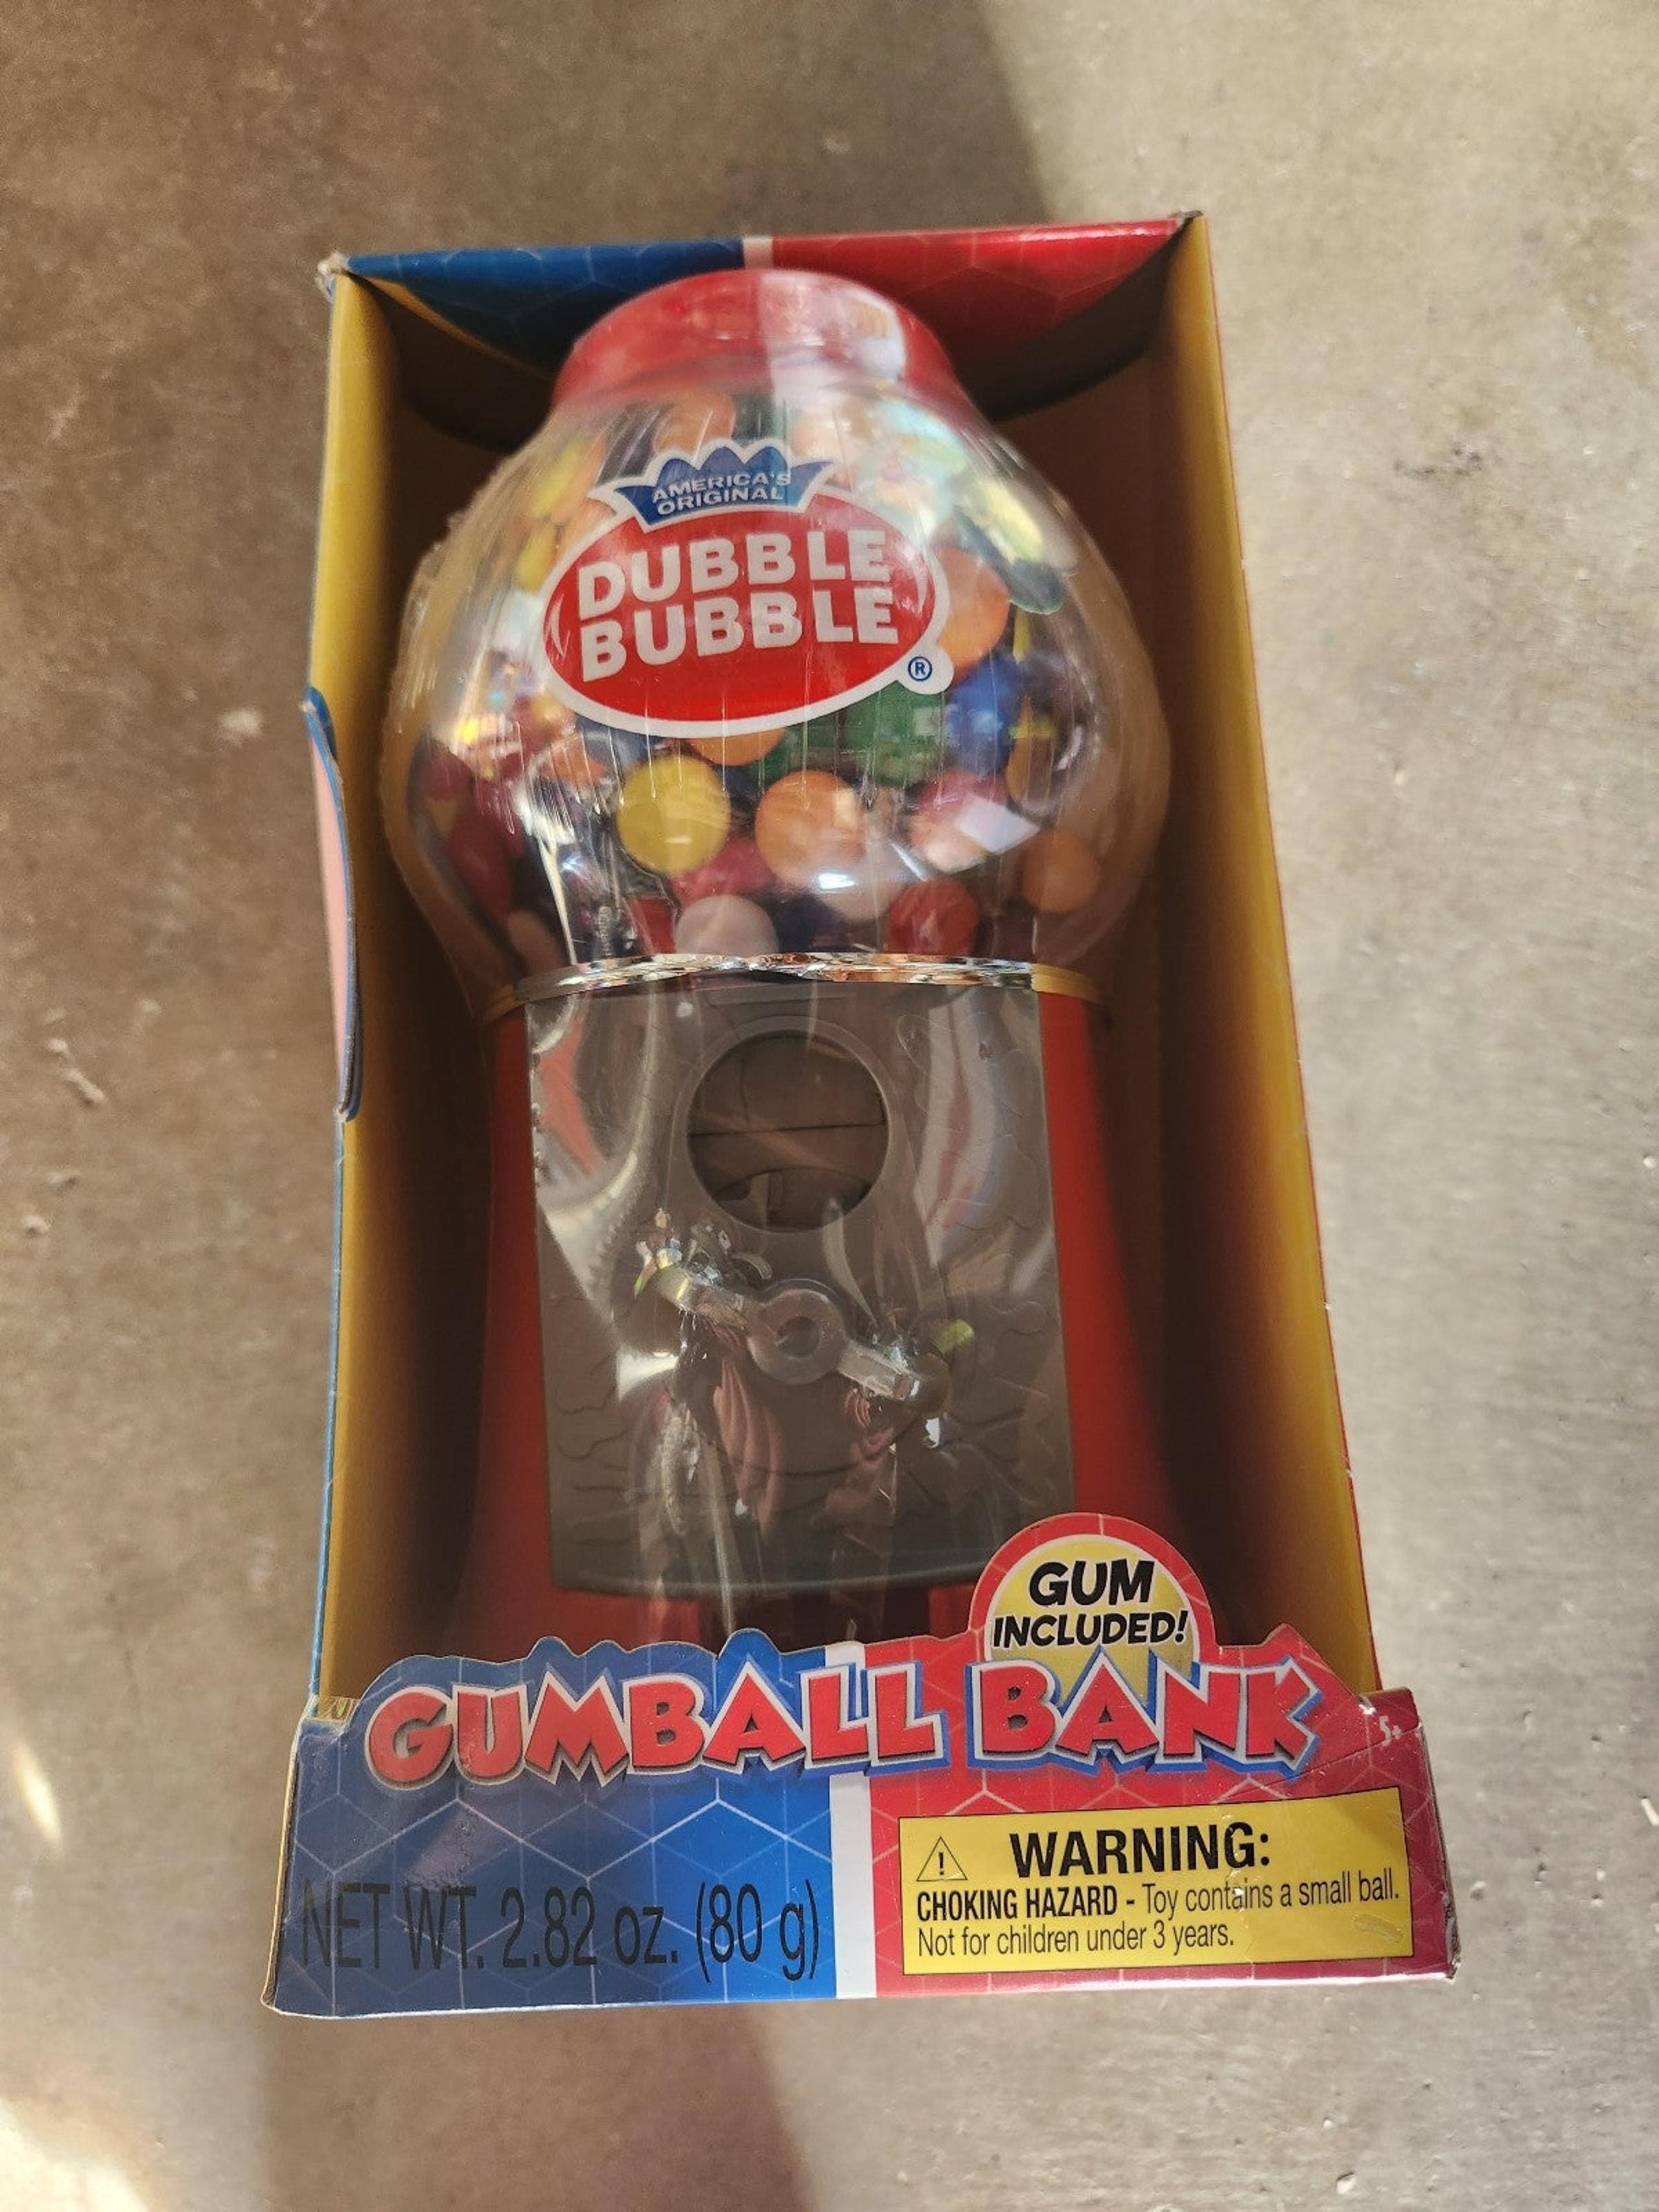 AMERICA'S
ORIGINAL
DUBBLE
BUBBLE
®
GUM
INCLUDED!
GUMBALL BANK
5+
WARNING:
CHOKING HAZARD - Toy contains a small ball.
Not for children under 3 years.
NET WT. 2.82 oz. (80 g)